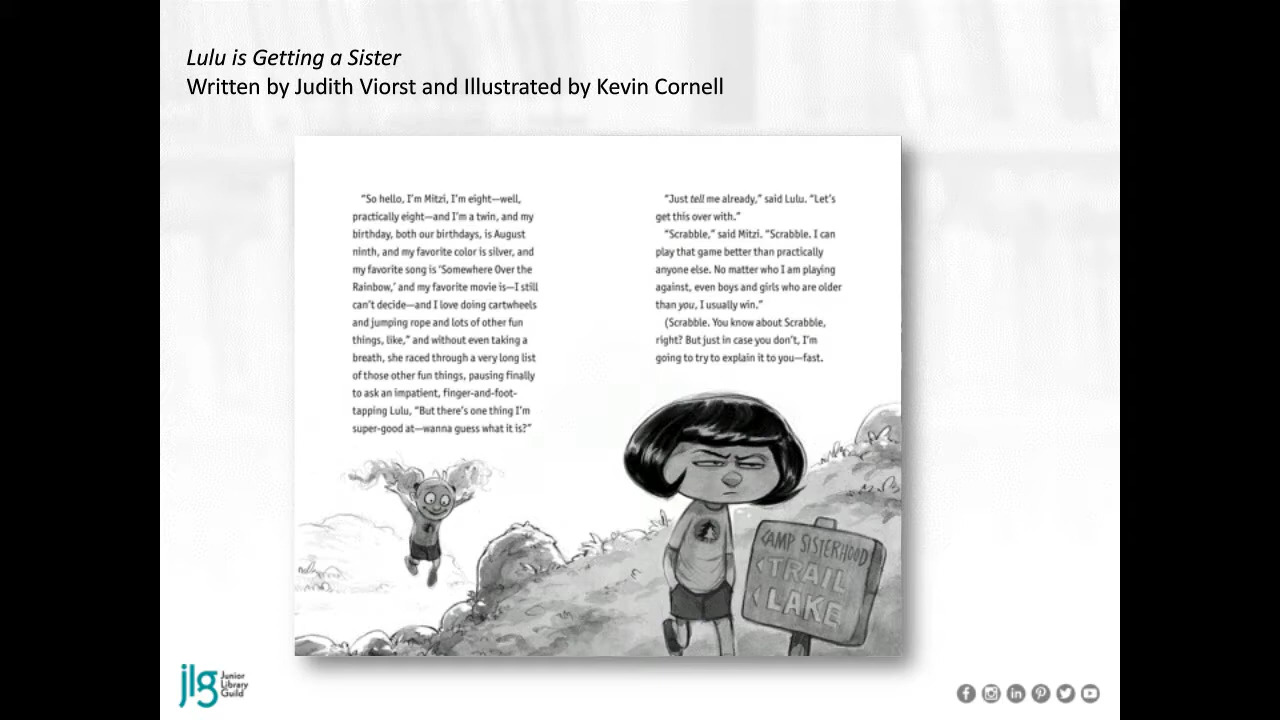 Lulu is Getting a Sister
Written by Judith Viorst and Illustrated by Kevin Cornell
“So hello, I’m Mitzi, I’m eight—well,
practically eight—and I’m a twin, and my
birthday, both our birthdays, is August
ninth, and my favorite color is silver, and
my favorite song is ‘Somewhere Over the
Rainbow,’ and my favorite movie is—I still
can’t decide—and I love doing cartwheels
and jumping rope and lots of other fun
things, like,” and without even taking a
breath, she raced through a very long list
of those other fun things, pausing finally
to ask an impatient, finger-and-foot-
tapping Lulu, “But there’s one thing I’m
super-good at—wanna guess what it is?”
“Just tell me already,” said Lulu. “Let’s
get this over with.”
“Scrabble,” said Mitzi. “Scrabble. I can
play that game better than practically
anyone else. No matter who I am playing
against, even boys and girls who are older
than you, I usually win.”
(Scrabble. You know about Scrabble,
right? But just in case you don’t, I’m
going to try to explain it to you—fast.
CAMP SISTERHOOD
TRAIL
LAKE
jlg Junior
Library
Guild